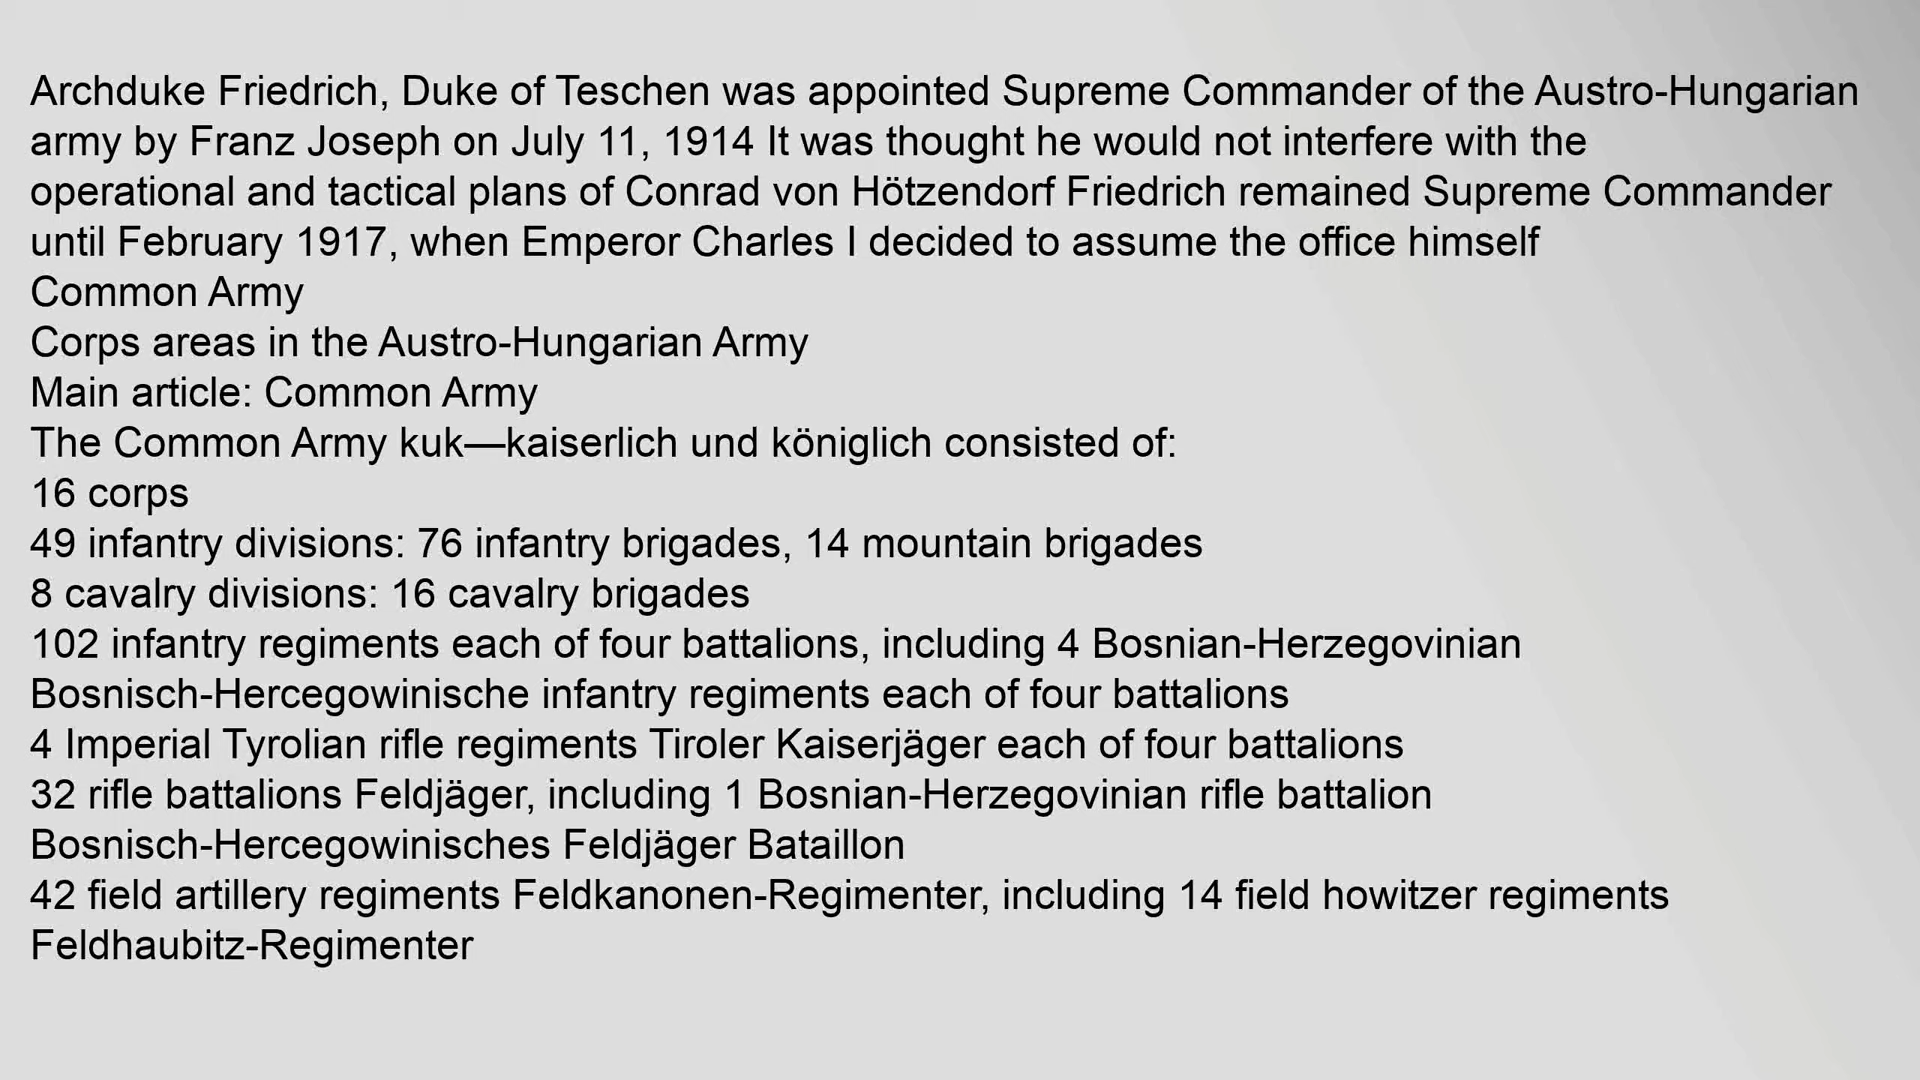 Archduke Friedrich, Duke of Teschen was appointed Supreme Commander of the Austro-Hungarian
army by Franz Joseph on July 11, 1914 It was thought he would not interfere with the
operational and tactical plans of Conrad von Hötzendorf Friedrich remained Supreme Commander
until February 1917, when Emperor Charles I decided to assume the office himself
Common Army
Corps areas in the Austro-Hungarian Army
Main article: Common Army
The Common Army kuk—kaiserlich und königlich consisted of:
16 corps
49 infantry divisions: 76 infantry brigades, 14 mountain brigades
8 cavalry divisions: 16 cavalry brigades
102 infantry regiments each of four battalions, including 4 Bosnian-Herzegovinian
Bosnisch-Hercegowinische infantry regiments each of four battalions
4 Imperial Tyrolian rifle regiments Tiroler Kaiserjäger each of four battalions
32 rifle battalions Feldjäger, including 1 Bosnian-Herzegovinian rifle battalion
Bosnisch-Hercegowinisches Feldjäger Bataillon
42 field artillery regiments Feldkanonen-Regimenter, including 14 field howitzer regiments
Feldhaubitz-Regimenter